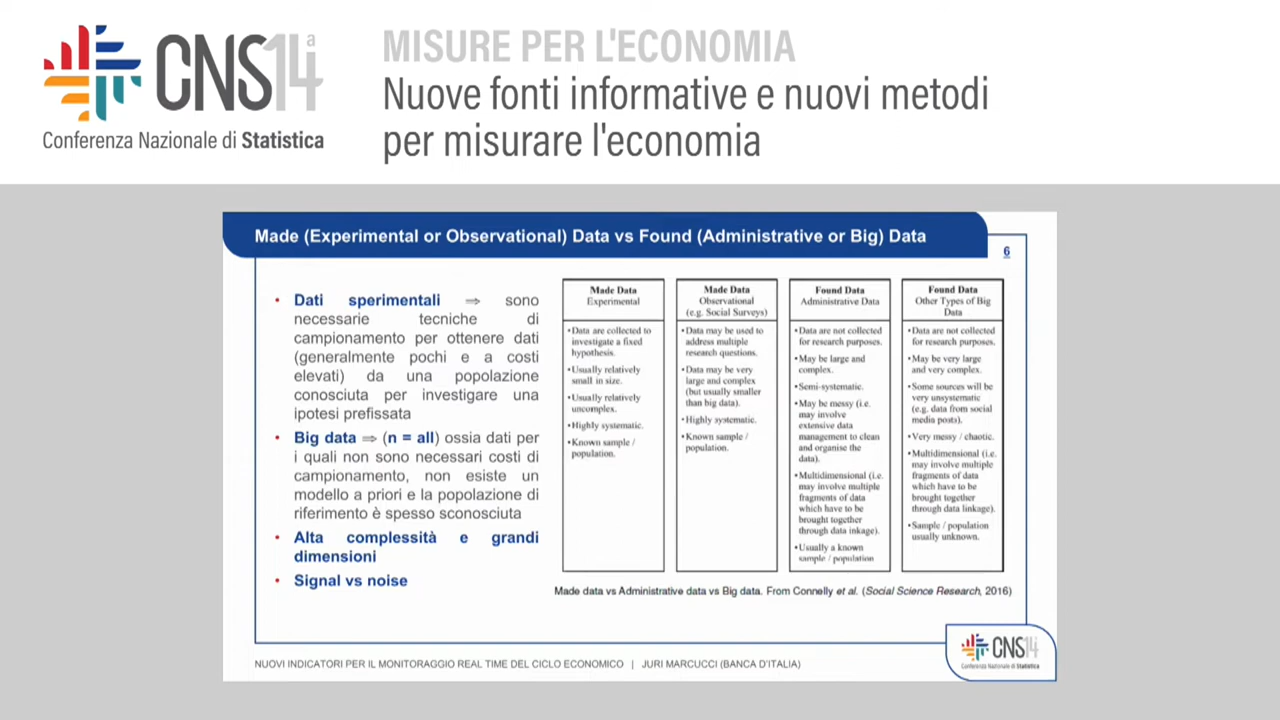 CNS14a
Conferenza Nazionale di Statistica
MISURE PER L'ECONOMIA
Nuove fonti informative e nuovi metodi
per misurare l'economia
Made (Experimental or Observational) Data vs Found (Administrative or Big) Data
6
• Dati sperimentali ⇒ sono
necessarie tecniche di
campionamento per ottenere dati
(generalmente pochi e a costi
elevati) da una popolazione
conosciuta per investigare una
ipotesi prefissata
• Big data ⇒ (n = all) ossia dati per
i quali non sono necessari costi di
campionamento, non esiste un
modello a priori e la popolazione di
riferimento è spesso sconosciuta
• Alta complessità e grandi
dimensioni
• Signal vs noise
Made Data
Experimental
•Data are collected to
investigate a fixed
hypothesis.
•Usually relatively
small in size.
•Usually relatively
uncomplex.
•Highly systematic.
•Known sample /
population.
Made Data
Observational
(e.g. Social Surveys)
•Data may be used to
address multiple
research questions.
•Data may be very
large and complex
(but usually smaller
than big data).
•Highly systematic.
•Known sample /
population.
Found Data
Administrative Data
•Data are not collected
for research purposes.
•May be large and
complex.
•Semi-systematic.
•May be messy (i.e.
may involve
extensive data
management to clean
and organise the
data).
•Multidimensional (i.e.
may involve multiple
fragments of data
which have to be
brought together
through data inkage).
•Usually a known
sample / population
Found Data
Other Types of Big
Data
•Data are not collected
for research purposes.
•May be very large
and very complex.
•Some sources will be
very unsystematic
(e.g. data from social
media posts).
•Very messy / chaotic.
•Multidimensional (i.e.
may involve multiple
fragments of data
which have to be
brought together
through data linkage).
•Sample / population
usually unknown.
Made data vs Administrative data vs Big data. From Connelly et al. (Social Science Research, 2016)
NUOVI INDICATORI PER IL MONITORAGGIO REAL TIME DEL CICLO ECONOMICO | JURI MARCUCCI (BANCA D'ITALIA)
CNS14
Conferenza Nazionale di Statistica